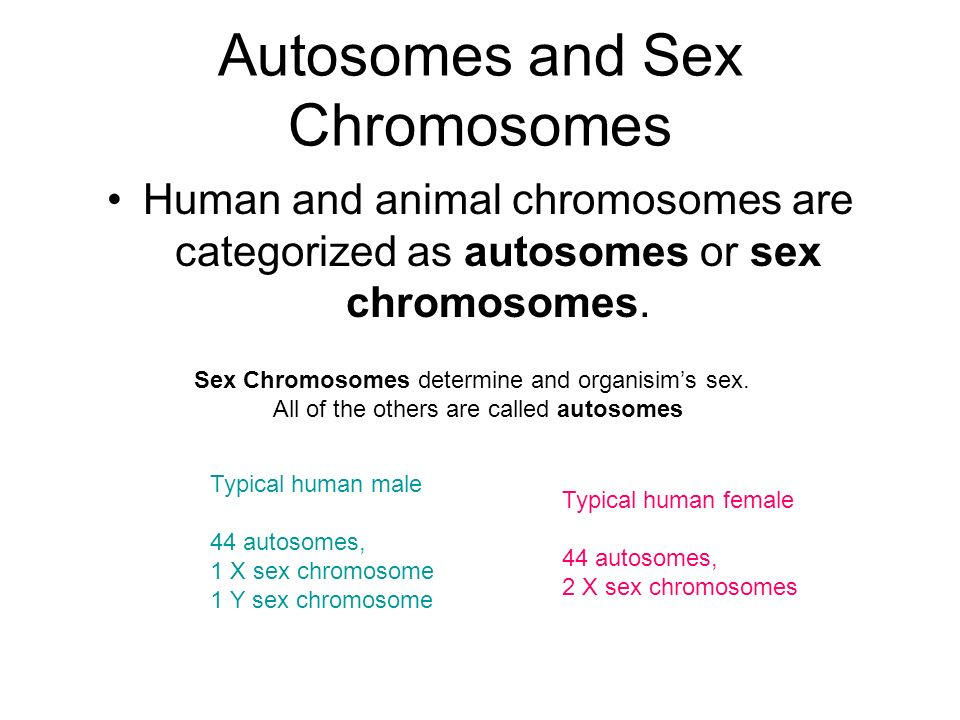 Autosomes and Sex
Chromosomes
• Human and animal chromosomes are
categorized as autosomes or sex
chromosomes.
Sex Chromosomes determine and organisim’s sex.
All of the others are called autosomes
Typical human male
44 autosomes,
1 X sex chromosome
1 Y sex chromosome
Typical human female
44 autosomes,
2 X sex chromosomes